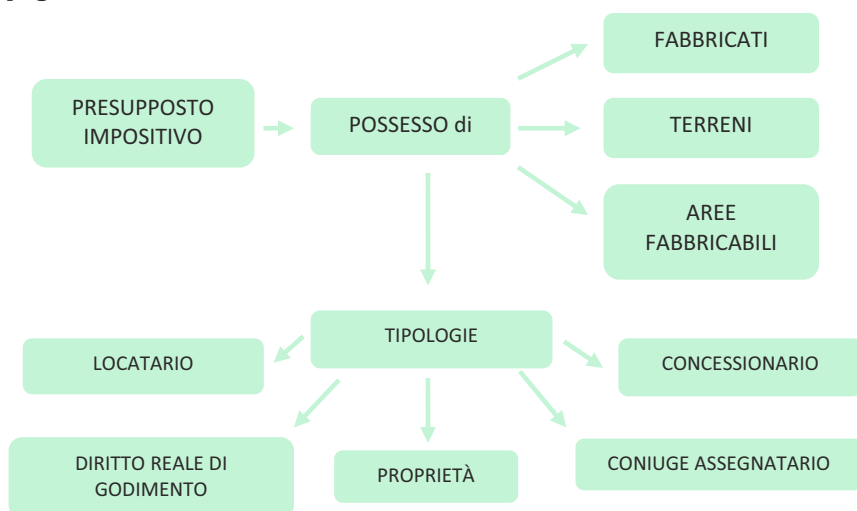 FABBRICATI
PRESUPPOSTO
IMPOSITIVO
POSSESSO di
TERRENI
AREE
FABBRICABILI
TIPOLOGIE
LOCATARIO
CONCESSIONARIO
DIRITTO REALE DI
GODIMENTO
PROPRIETÀ
CONIUGE ASSEGNATARIO